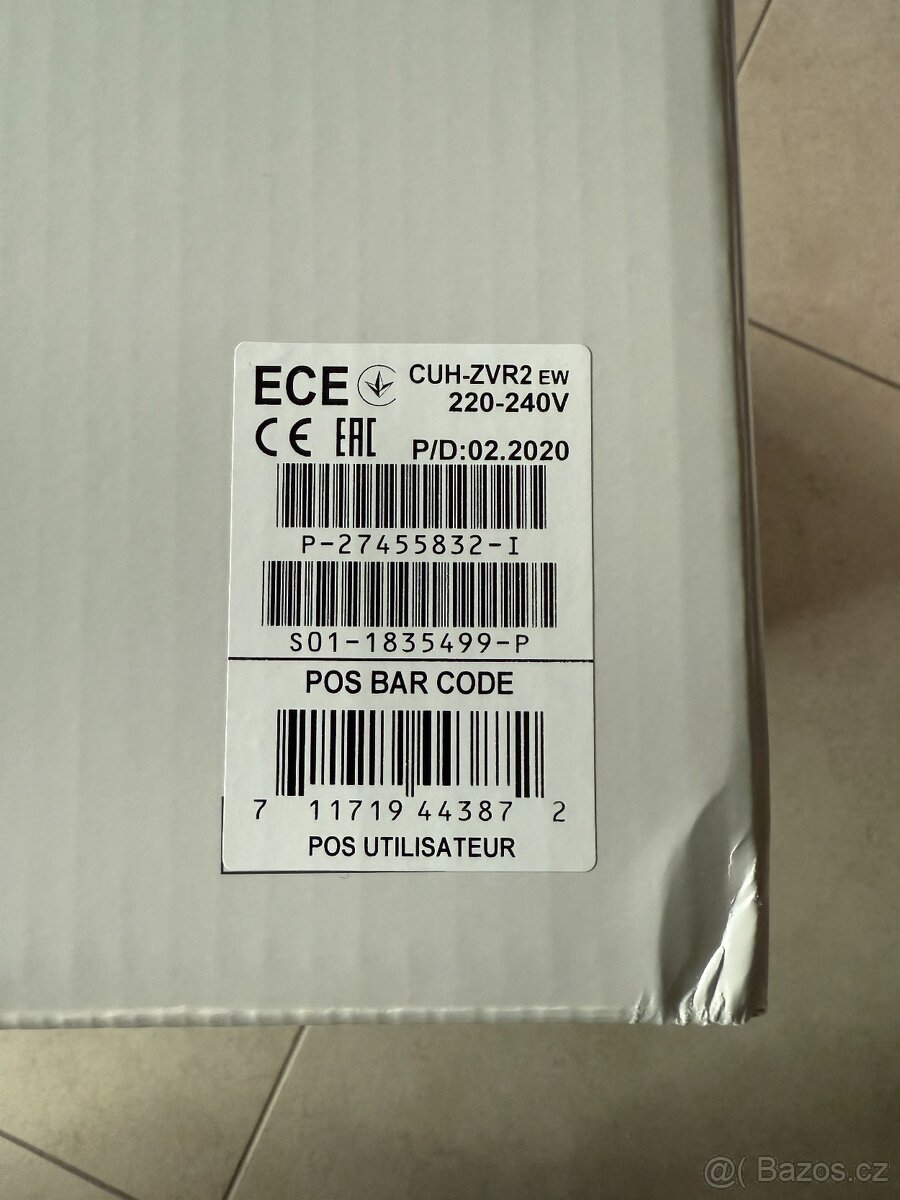 ECE CUH-ZVR2 EW
220-240V
CE EAC P/D:02.2020
P-27455832-I
S01-1835499-P
POS BAR CODE
7 11719 44387 2
POS UTILISATEUR
@( Bazos.cz